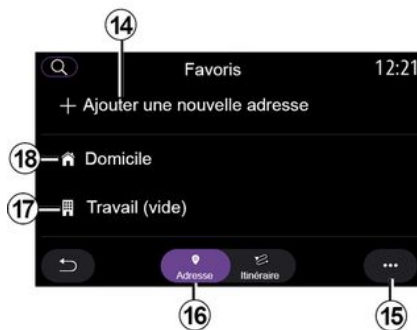 14
Favoris 12:21
+ Ajouter une nouvelle adresse
18 Domicile
17 Travail (vide)
Adresse Itinéraire
16 15